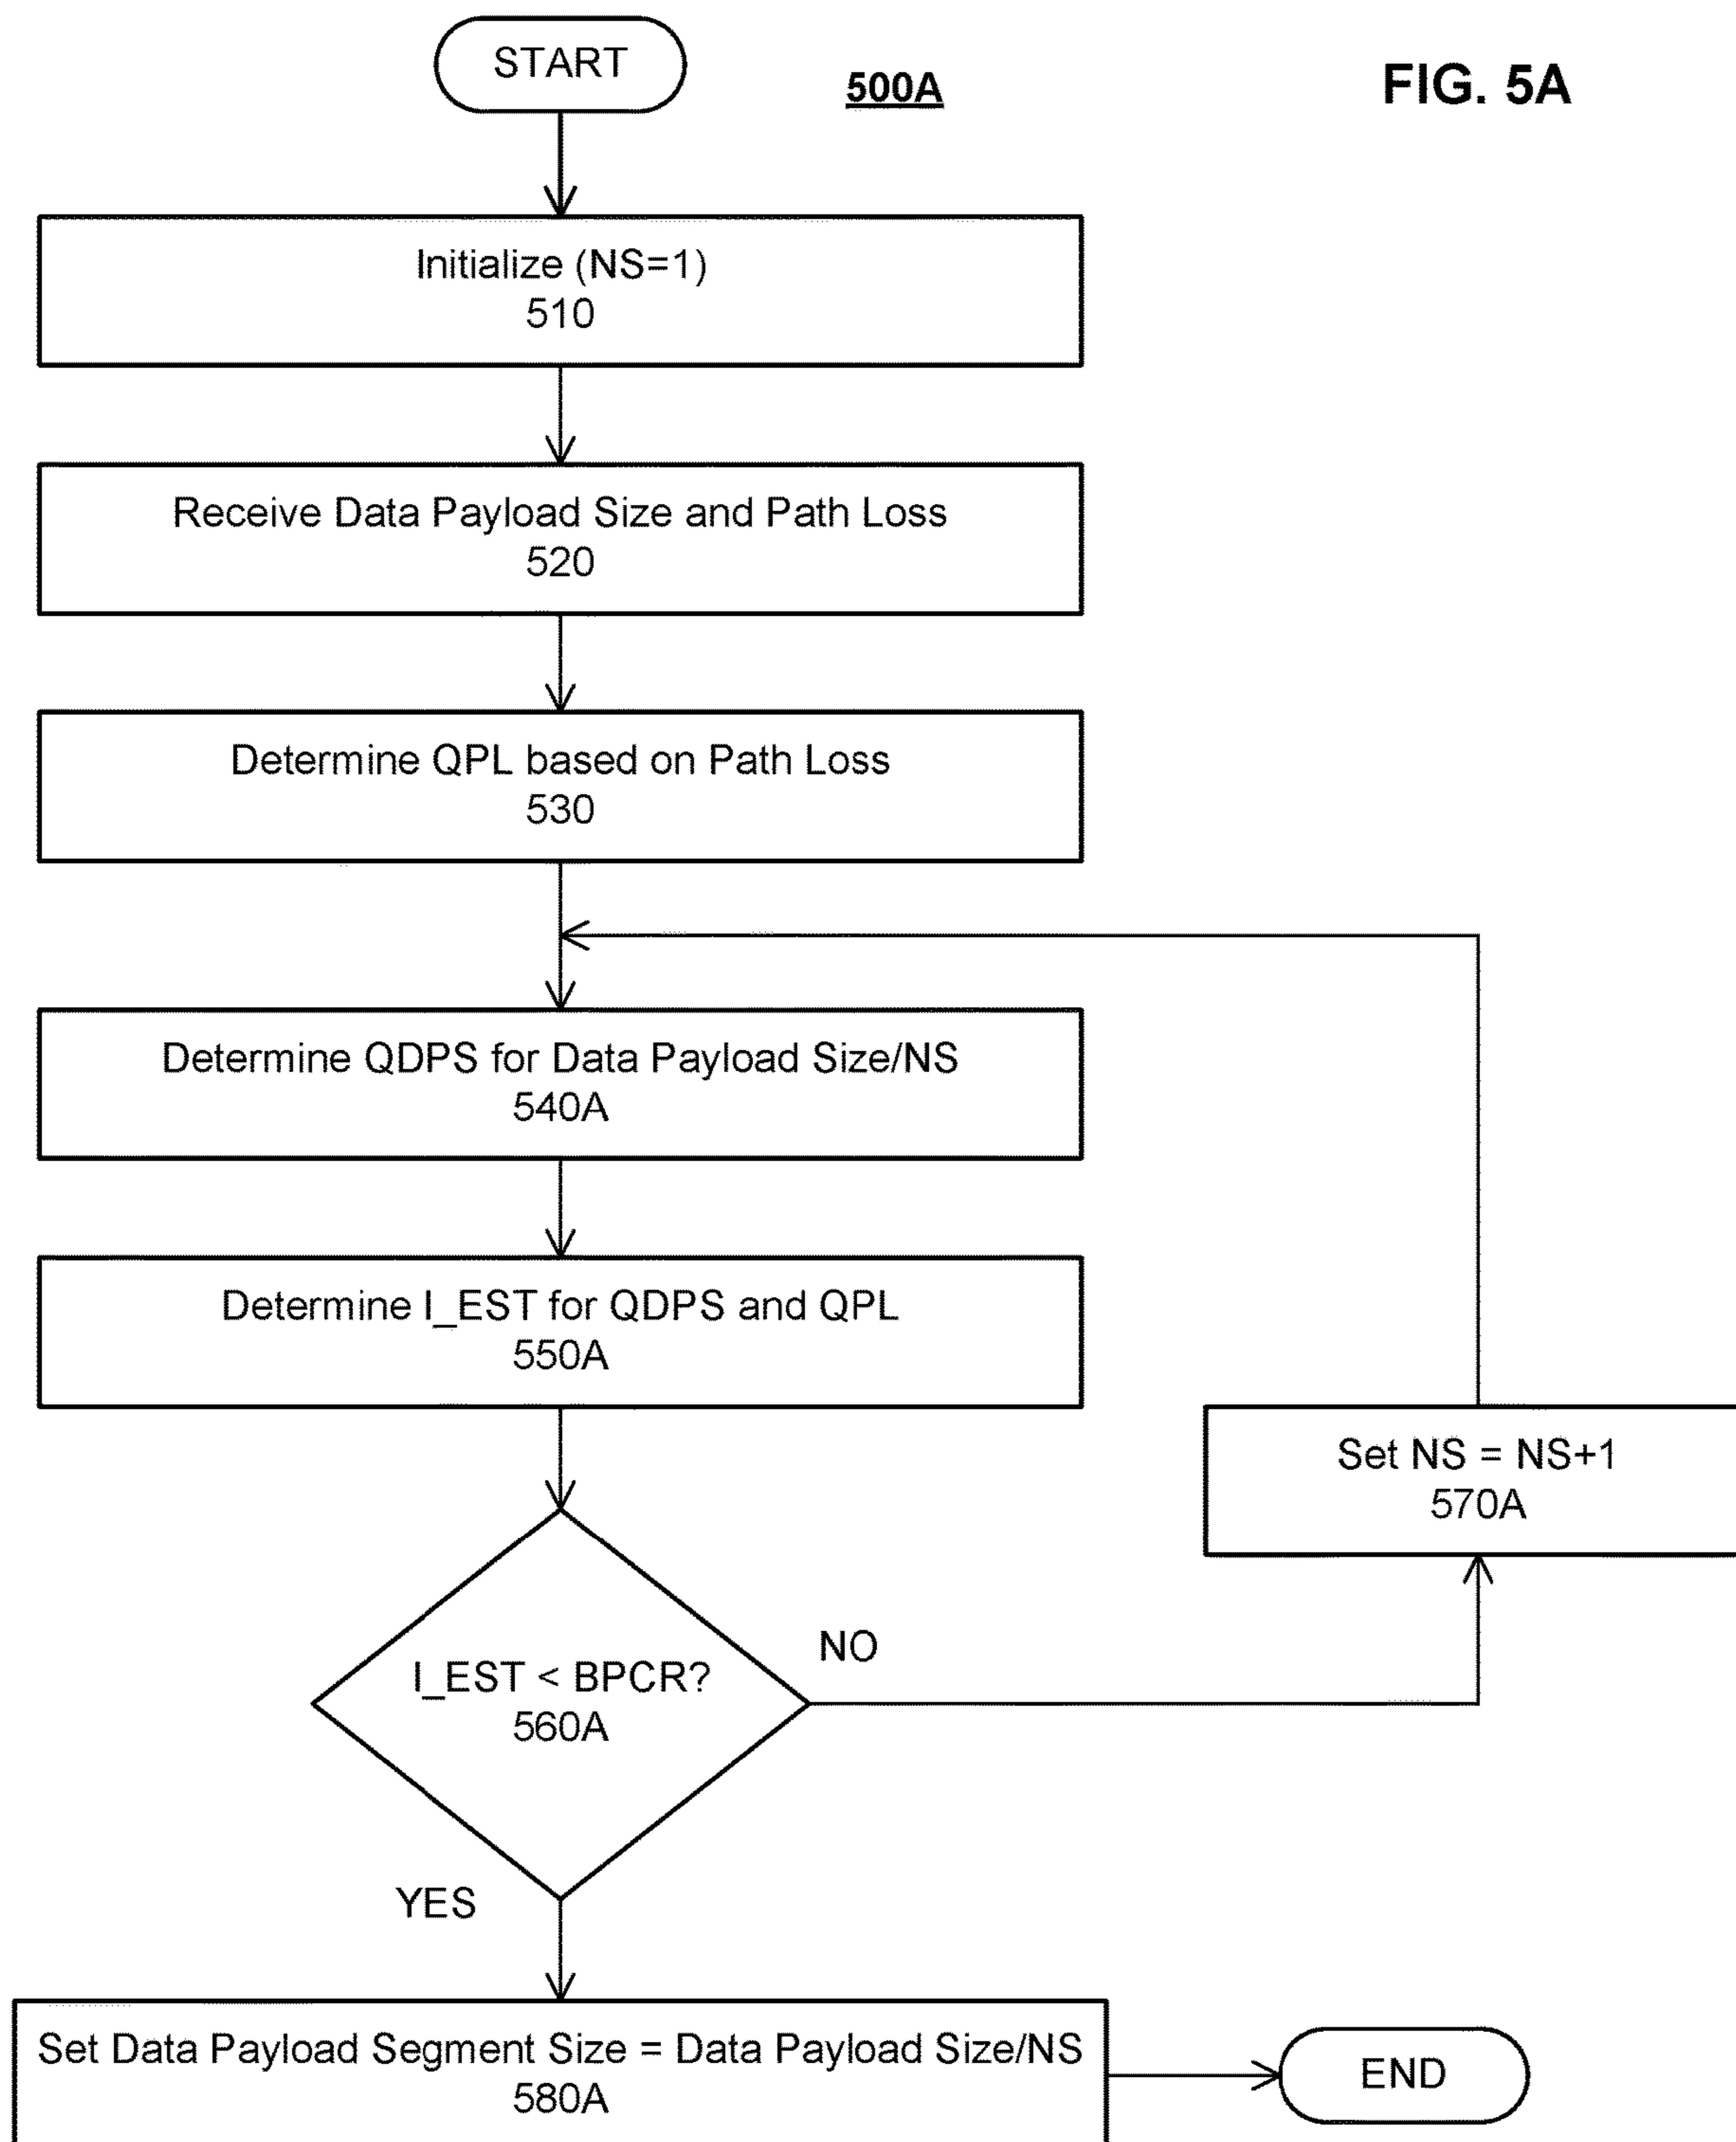 START
500A
FIG. 5A
Initialize (NS=1)
510
Receive Data Payload Size and Path Loss
520
Determine QPL based on Path Loss
530
Determine QDPS for Data Payload Size/NS
540A
Determine I_EST for QDPS and QPL
550A
Set NS = NS+1
570A
I_EST < BPCR?
560A
NO
YES
Set Data Payload Segment Size = Data Payload Size/NS
580A
END